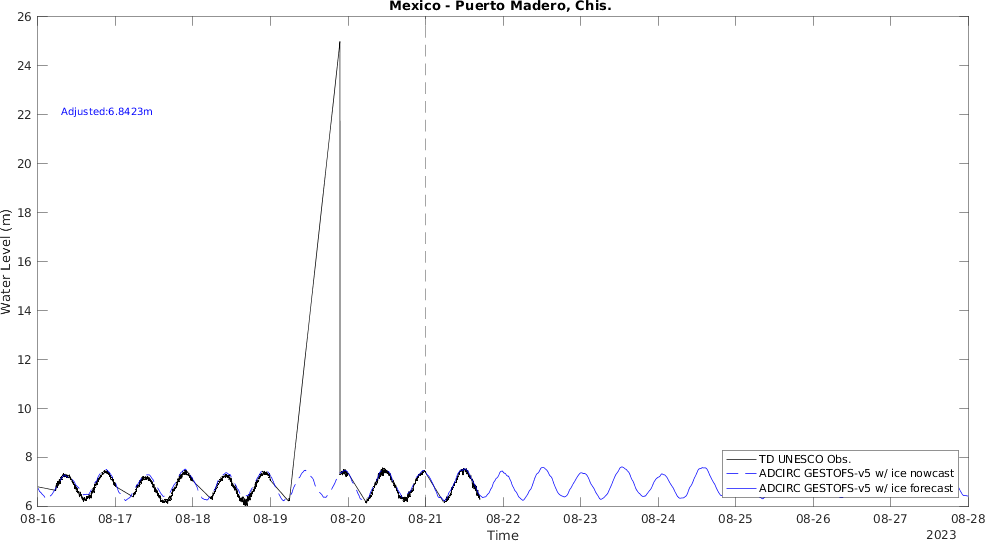 Mexico - Puerto Madero, Chis.
26
24
22
20
18
16
14
12
10
8
6
Water Level (m)
Adjusted:6.8423m
TD UNESCO Obs.
ADCIRC GESTOFS-v5 w/ ice nowcast
ADCIRC GESTOFS-v5 w/ ice forecast
08-16 08-17 08-18 08-19 08-20 08-21 08-22 08-23 08-24 08-25 08-26 08-27 08-28
Time
2023